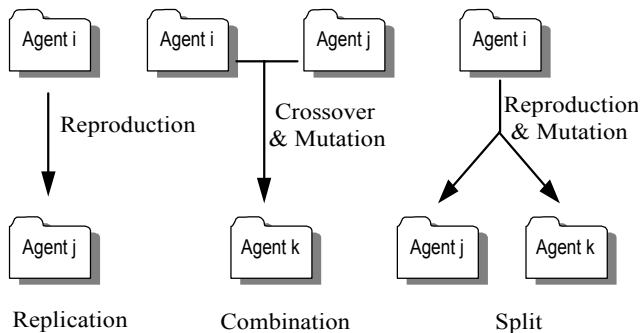 Agent i
Agent i
Agent j
Agent i
Reproduction
Crossover
& Mutation
Reproduction
& Mutation
Agent j
Agent k
Agent j
Agent k
Replication
Combination
Split